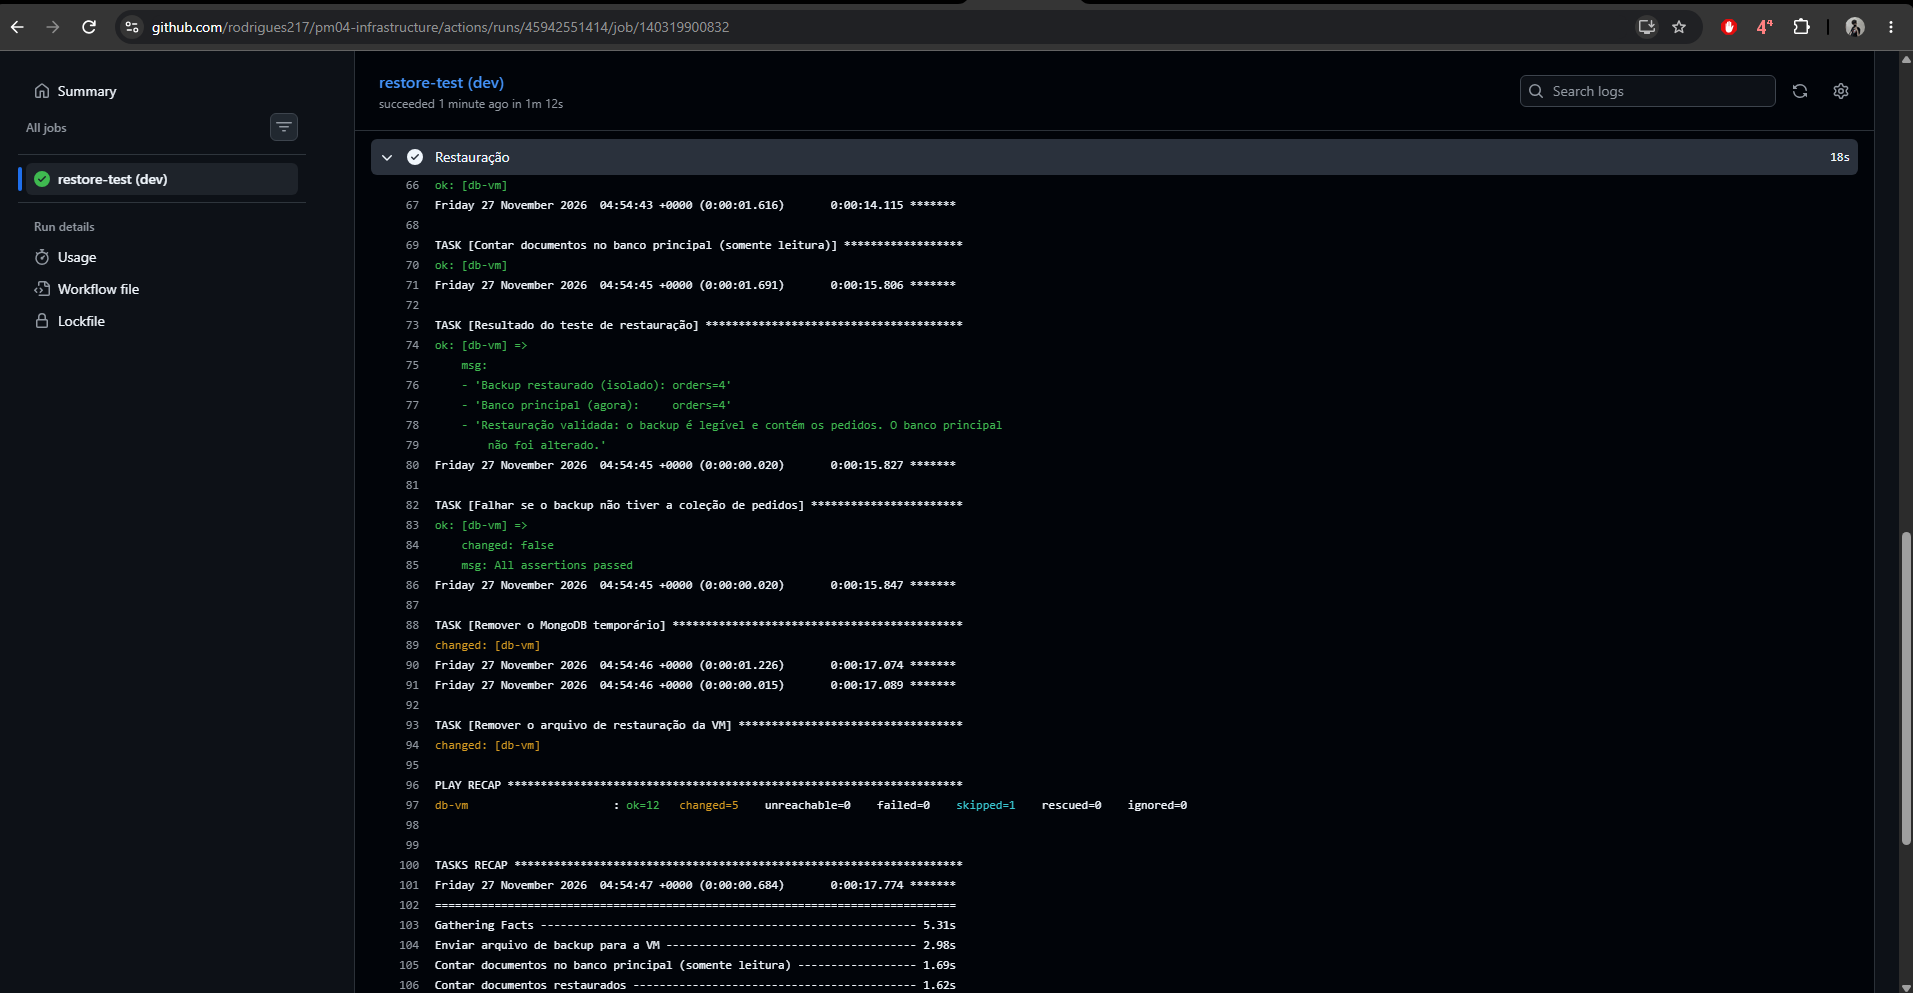 github.com/rodrigues217/pm04-infrastructure/actions/runs/45942551414/job/140319900832
4⁴
Summary
All jobs
restore-test (dev)
Run details
Usage
Workflow file
Lockfile
restore-test (dev)
succeeded 1 minute ago in 1m 12s
Search logs
Restauração 18s
66 ok: [db-vm]
67 Friday 27 November 2026  04:54:43 +0000 (0:00:01.616)       0:00:14.115 *******
68
69 TASK [Contar documentos no banco principal (somente leitura)] ******************
70 ok: [db-vm]
71 Friday 27 November 2026  04:54:45 +0000 (0:00:01.691)       0:00:15.806 *******
72
73 TASK [Resultado do teste de restauração] ***************************************
74 ok: [db-vm] =>
75     msg:
76     - 'Backup restaurado (isolado): orders=4'
77     - 'Banco principal (agora):     orders=4'
78     - 'Restauração validada: o backup é legível e contém os pedidos. O banco principal
79         não foi alterado.'
80 Friday 27 November 2026  04:54:45 +0000 (0:00:00.020)       0:00:15.827 *******
81
82 TASK [Falhar se o backup não tiver a coleção de pedidos] ***********************
83 ok: [db-vm] =>
84     changed: false
85     msg: All assertions passed
86 Friday 27 November 2026  04:54:45 +0000 (0:00:00.020)       0:00:15.847 *******
87
88 TASK [Remover o MongoDB temporário] ********************************************
89 changed: [db-vm]
90 Friday 27 November 2026  04:54:46 +0000 (0:00:01.226)       0:00:17.074 *******
91 Friday 27 November 2026  04:54:46 +0000 (0:00:00.015)       0:00:17.089 *******
92
93 TASK [Remover o arquivo de restauração da VM] **********************************
94 changed: [db-vm]
95
96 PLAY RECAP *********************************************************************
97 db-vm                      : ok=12   changed=5    unreachable=0    failed=0    skipped=1    rescued=0    ignored=0
98
99
100 TASKS RECAP ********************************************************************
101 Friday 27 November 2026  04:54:47 +0000 (0:00:00.684)       0:00:17.774 *******
102 ===============================================================================
103 Gathering Facts --------------------------------------------------------- 5.31s
104 Enviar arquivo de backup para a VM -------------------------------------- 2.98s
105 Contar documentos no banco principal (somente leitura) ------------------ 1.69s
106 Contar documentos restaurados ------------------------------------------- 1.62s